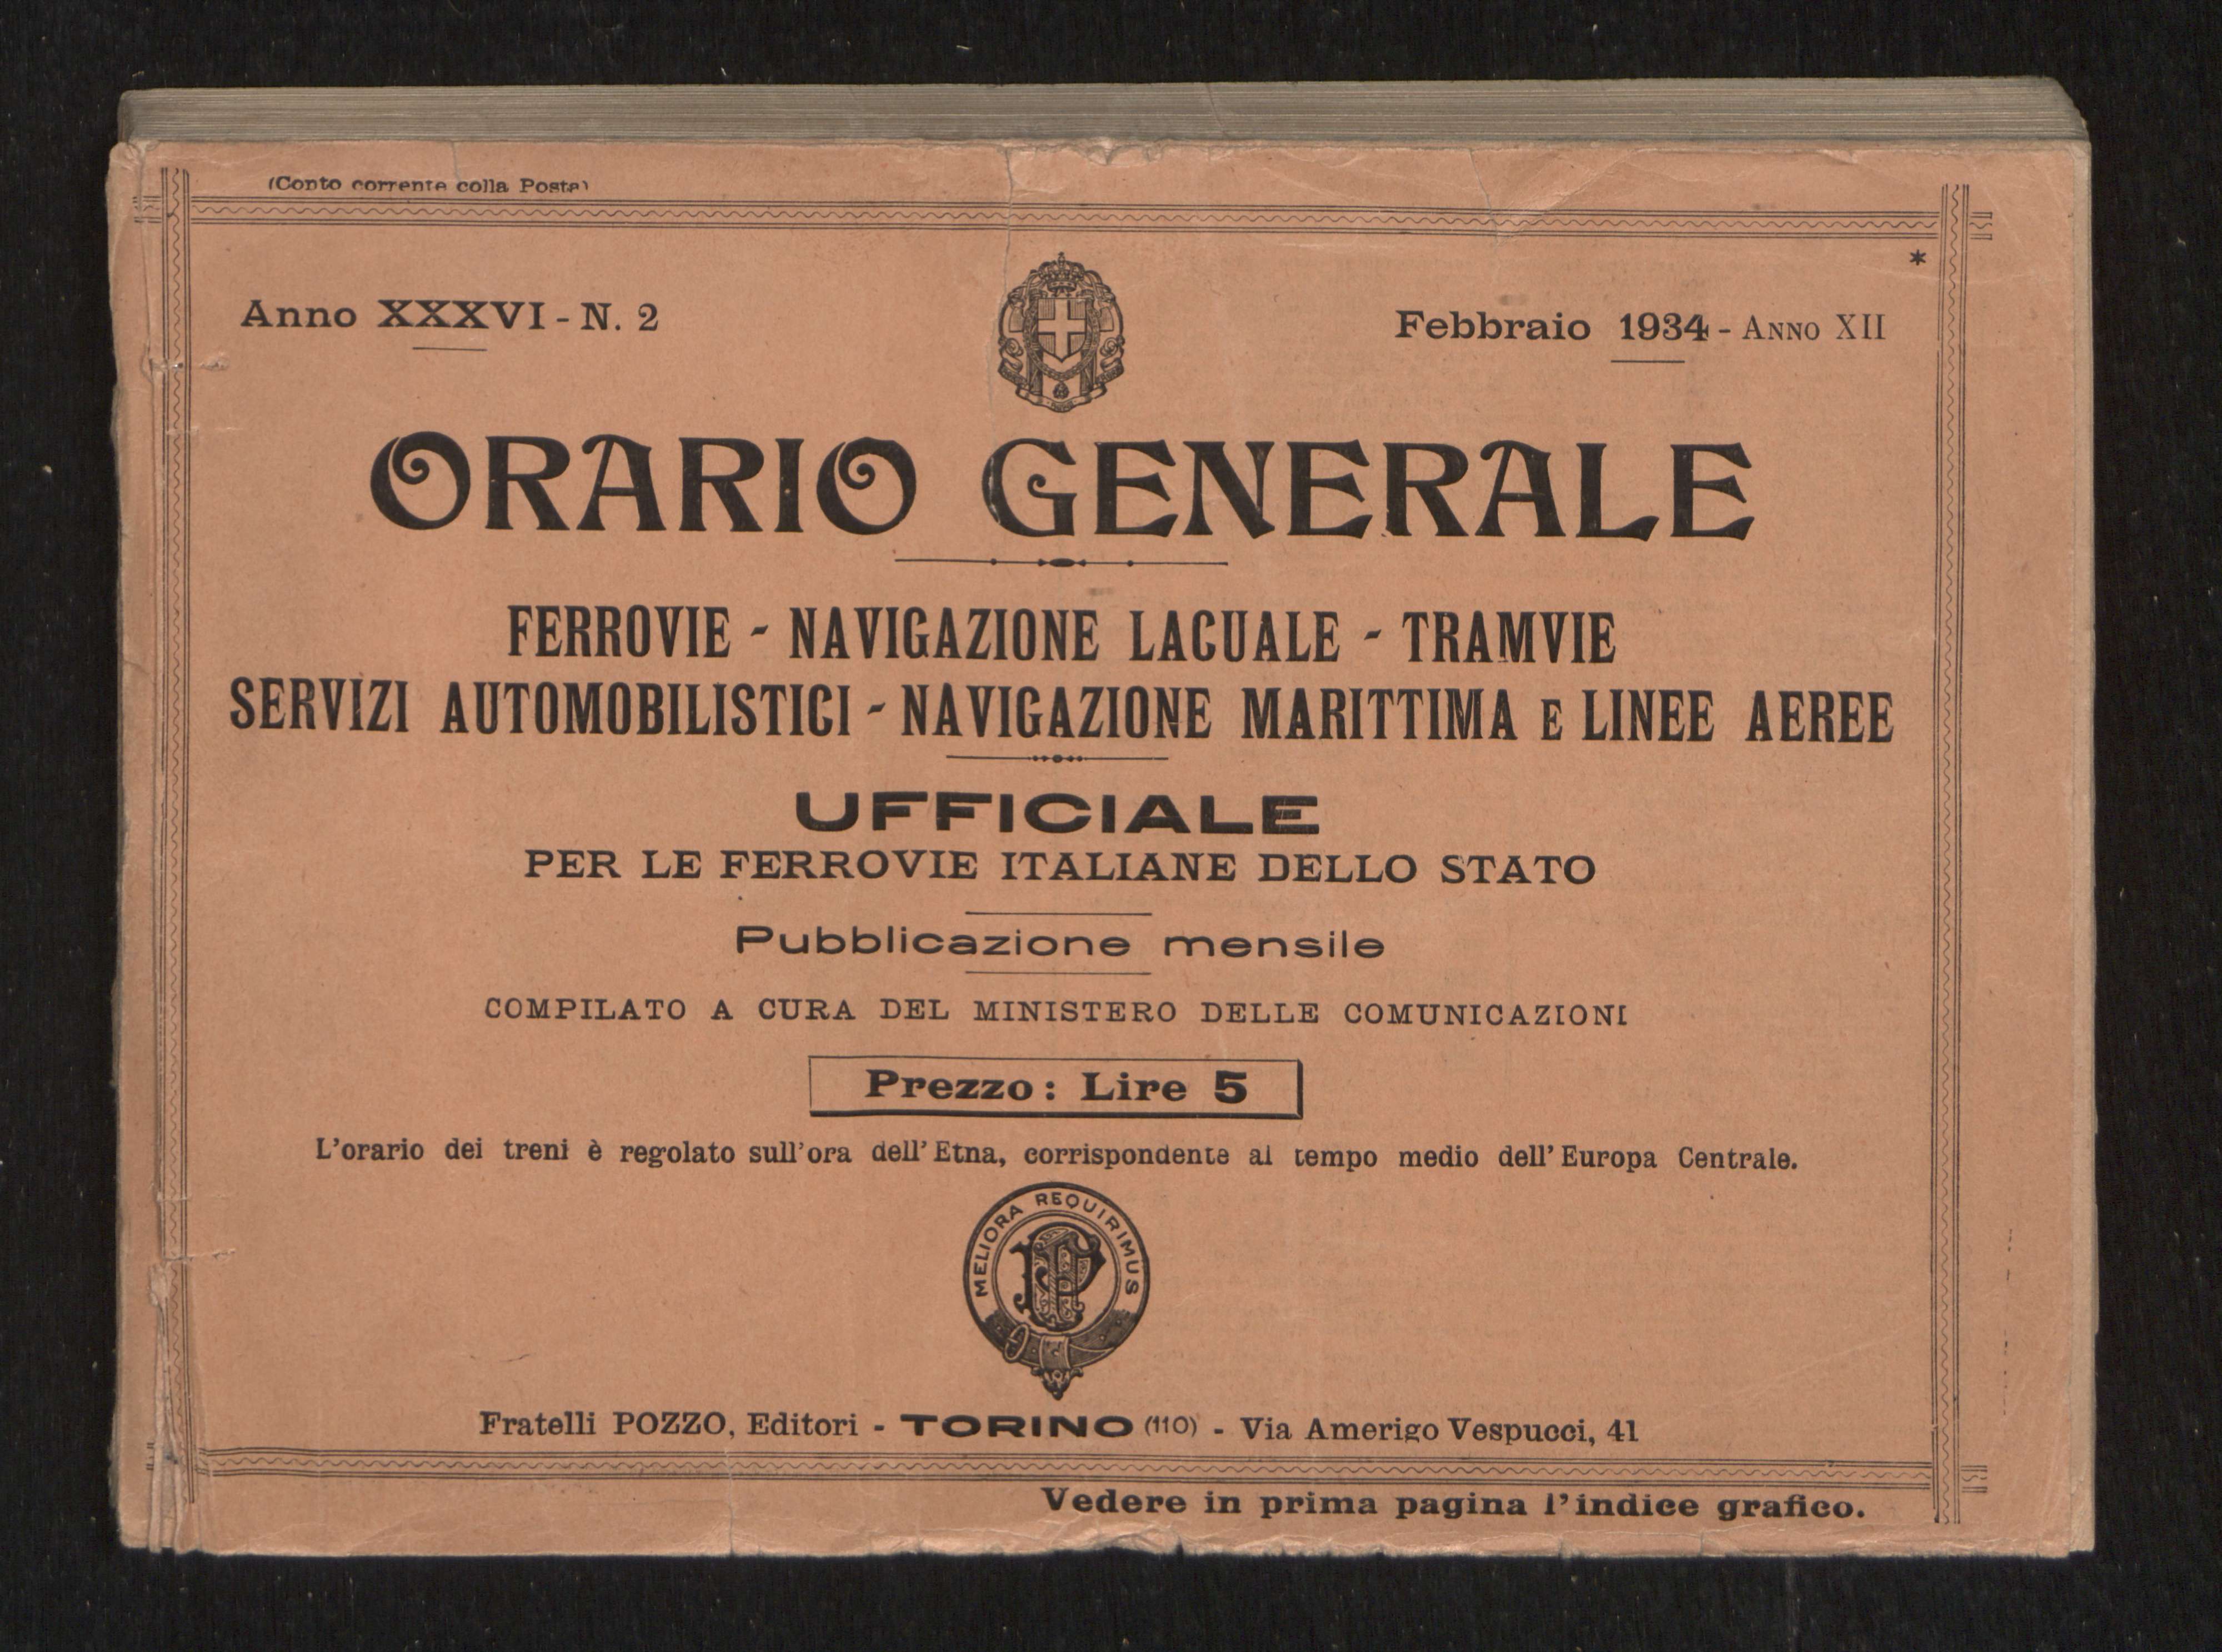 (Conto corrente colla Posta)
*
Anno XXXVI - N. 2
Febbraio 1934 - ANNO XII
ORARIO GENERALE
FERROVIE - NAVIGAZIONE LACUALE - TRAMVIE
SERVIZI AUTOMOBILISTICI - NAVIGAZIONE MARITTIMA E LINEE AEREE
UFFICIALE
PER LE FERROVIE ITALIANE DELLO STATO
Pubblicazione mensile
COMPILATO A CURA DEL MINISTERO DELLE COMUNICAZIONI
Prezzo: Lire 5
L'orario dei treni è regolato sull'ora dell'Etna, corrispondente al tempo medio dell'Europa Centrale.
MELIORA REQUIRIMUS
FP
Fratelli POZZO, Editori - TORINO (110) - Via Amerigo Vespucci, 41
Vedere in prima pagina l'indice grafico.